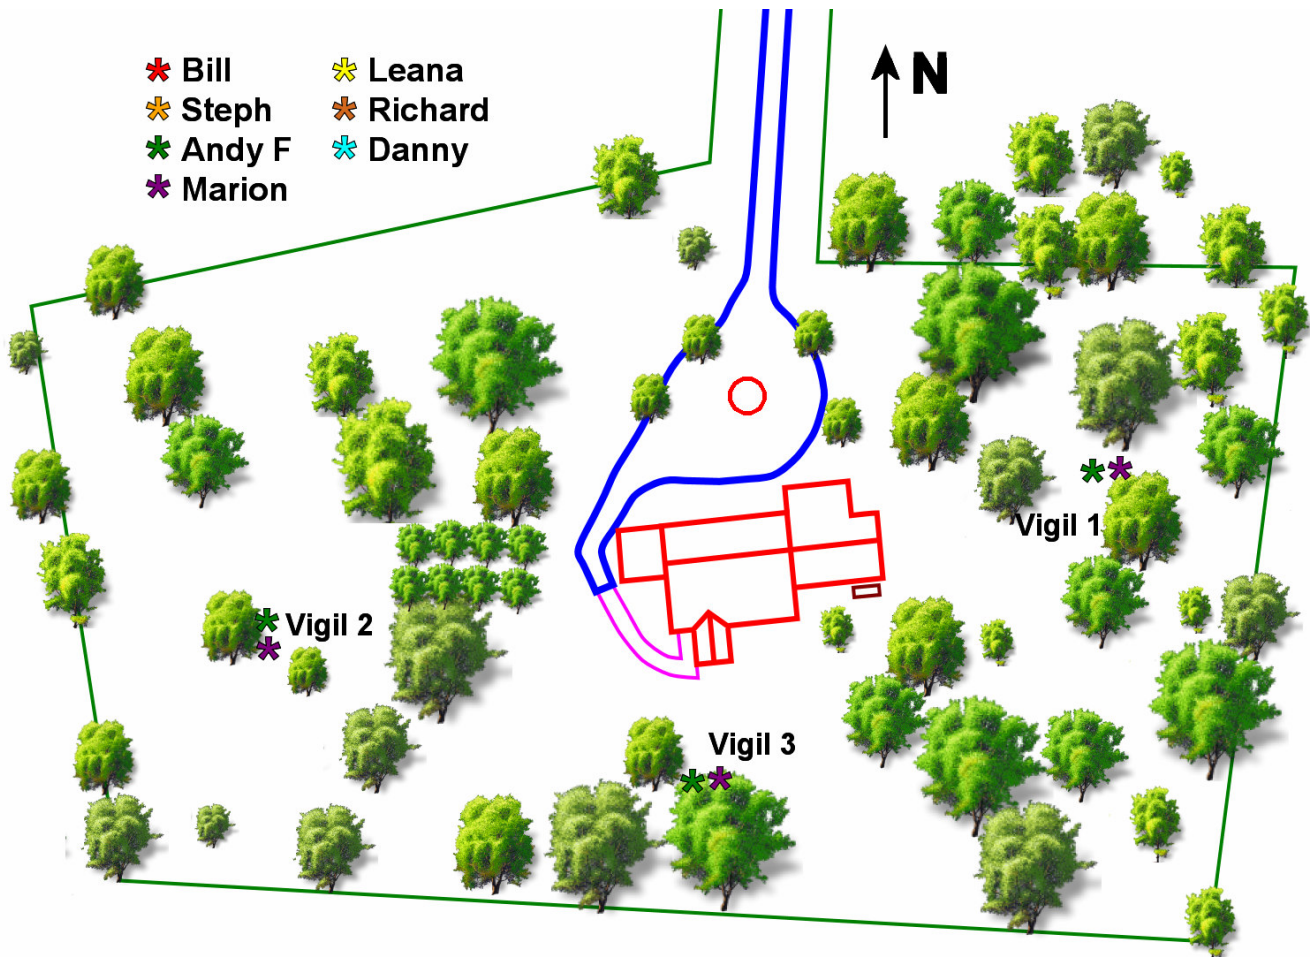 Bill
Steph
Andy F
Marion
Leana
Richard
Danny
N
Vigil 1
Vigil 2
Vigil 3